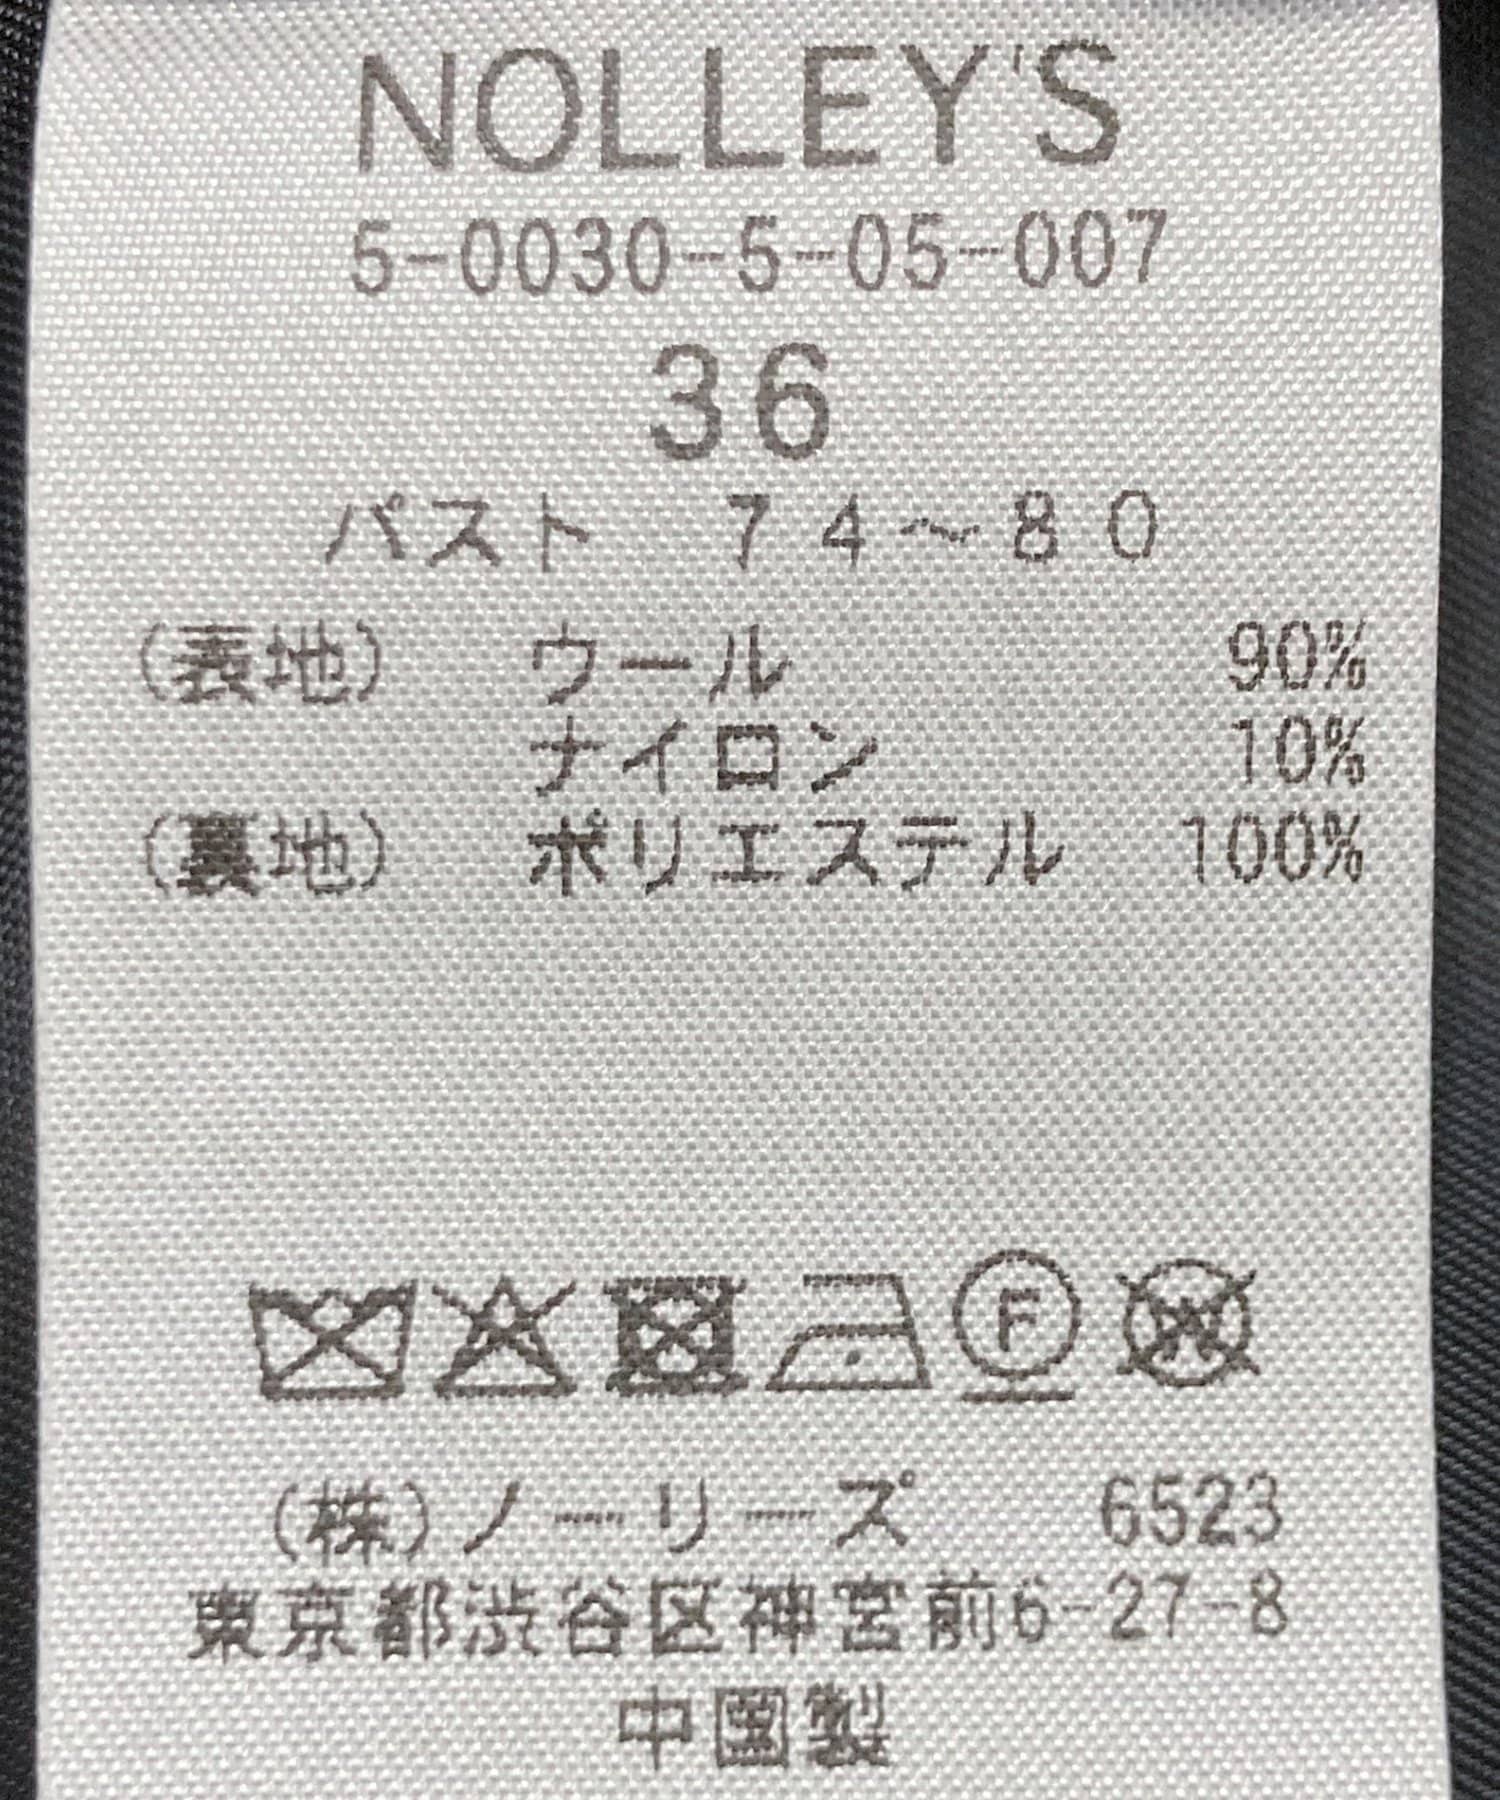 NOLLEY'S
5-0030-5-05-007
36
バスト 74～80
(表地) ウール 90%
ナイロン 10%
(裏地) ポリエステル 100%
F W
(株)ノーリーズ 6523
東京都渋谷区神宮前6-27-8
中国製